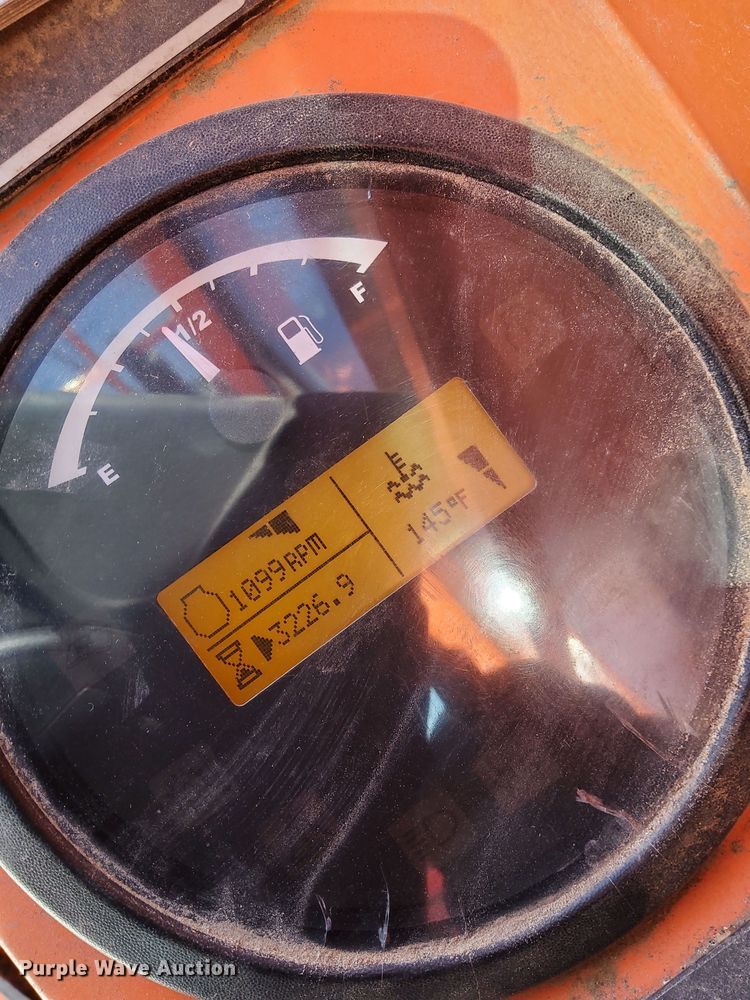 F
1/2
E
1099RPM
3226.9
145°F
Purple Wave Auction